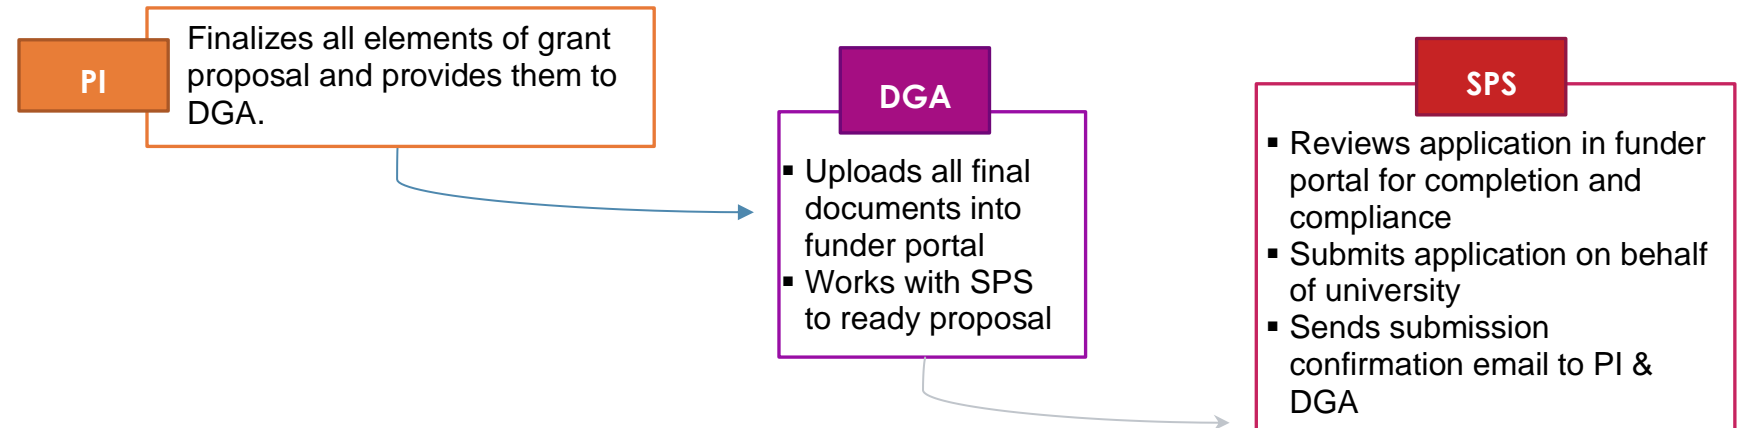 PI
Finalizes all elements of grant
proposal and provides them to
DGA.
DGA
▪ Uploads all final
documents into
funder portal
▪ Works with SPS
to ready proposal
SPS
▪ Reviews application in funder
portal for completion and
compliance
▪ Submits application on behalf
of university
▪ Sends submission
confirmation email to PI &
DGA